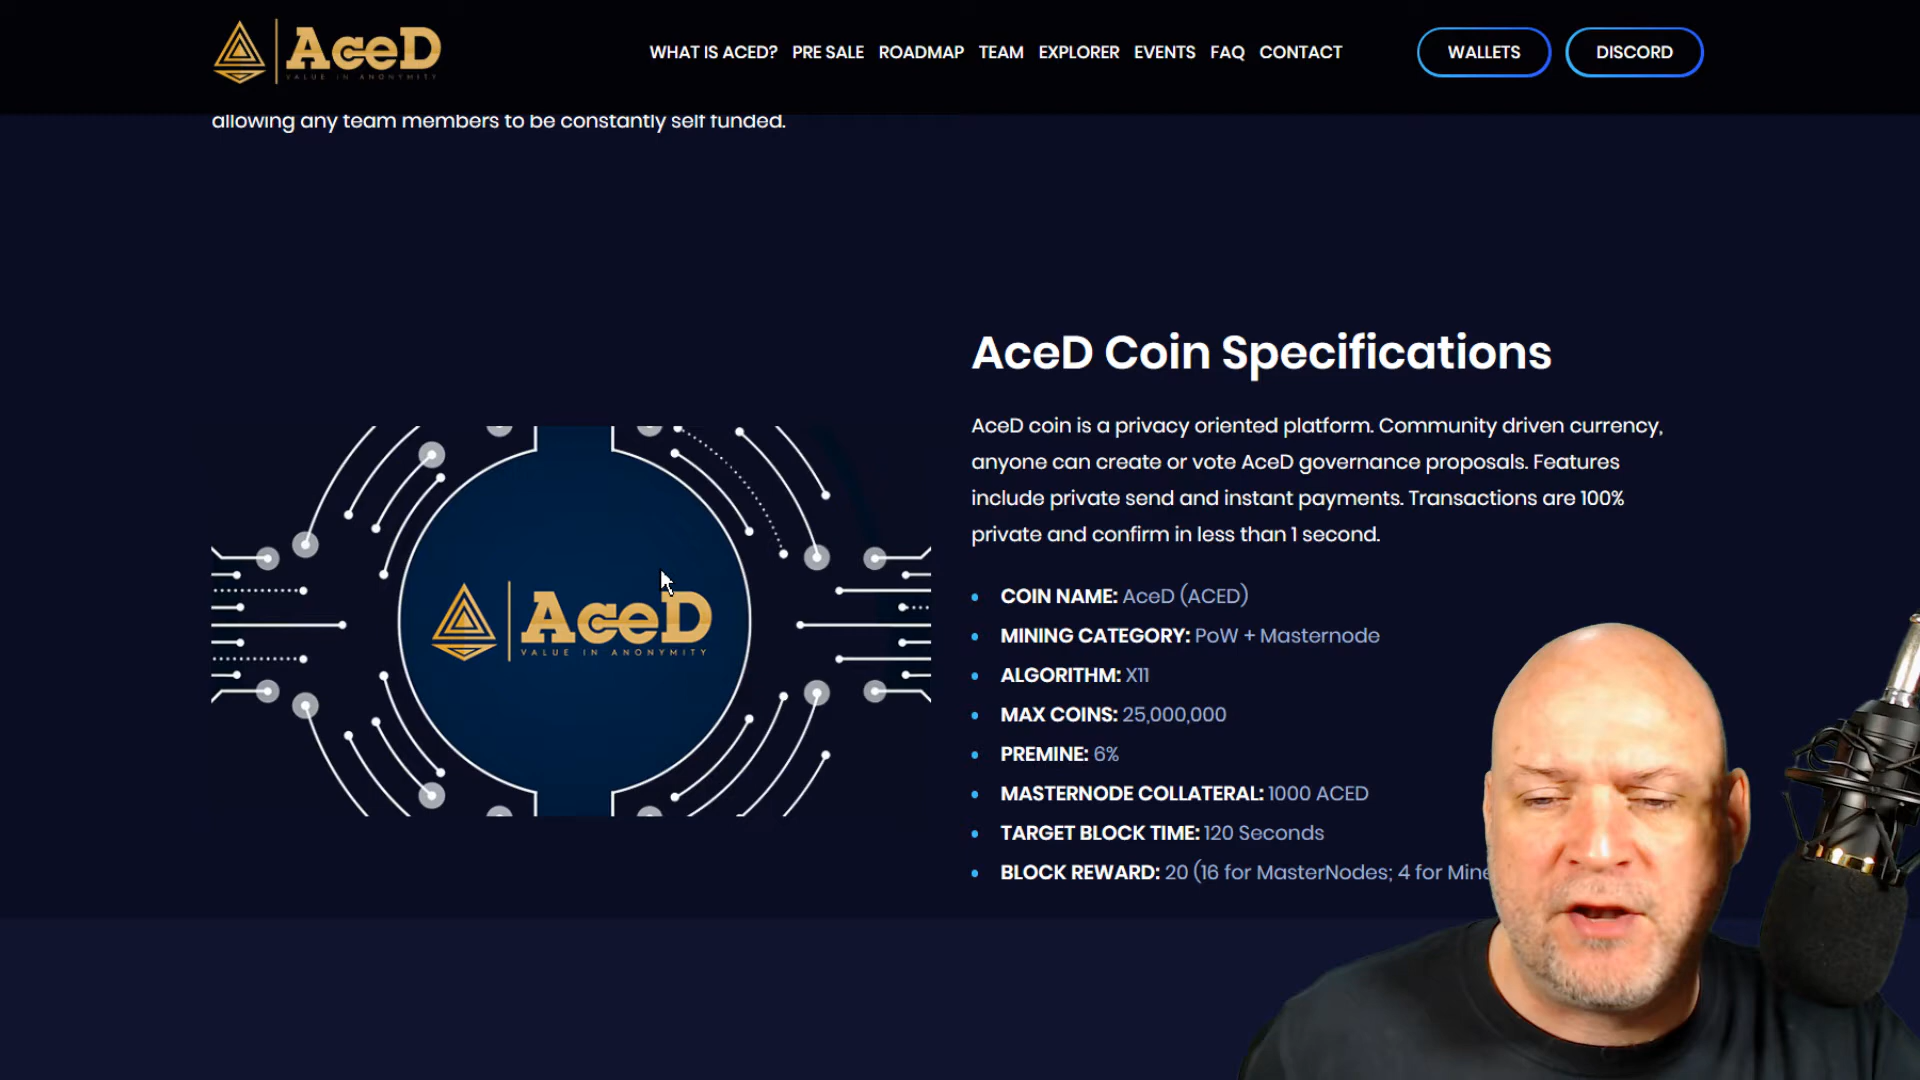 AceD
VALUE IN ANONYMITY
WHAT IS ACED? PRE SALE ROADMAP TEAM EXPLORER EVENTS FAQ CONTACT WALLETS DISCORD
allowing any team members to be constantly self funded.
AceD Coin Specifications
AceD coin is a privacy oriented platform. Community driven currency,
anyone can create or vote AceD governance proposals. Features
include private send and instant payments. Transactions are 100%
private and confirm in less than 1 second.
AceD
VALUE IN ANONYMITY
COIN NAME: AceD (ACED)
MINING CATEGORY: PoW + Masternode
ALGORITHM: X11
MAX COINS: 25,000,000
PREMINE: 6%
MASTERNODE COLLATERAL: 1000 ACED
TARGET BLOCK TIME: 120 Seconds
BLOCK REWARD: 20 (16 for MasterNodes; 4 for